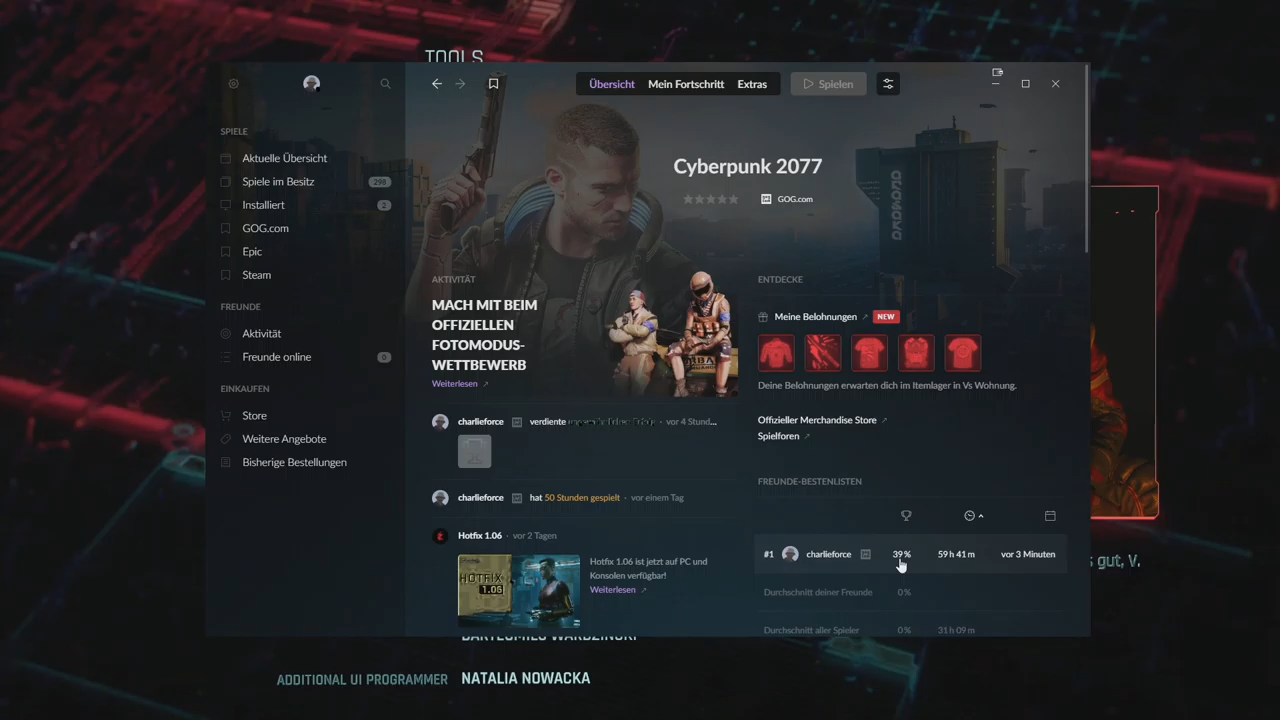 TOOLS
Übersicht
Mein Fortschritt
Extras
Spielen
SPIELE
Aktuelle Übersicht
Spiele im Besitz 298
Installiert 2
GOG.com
Epic
Steam
FREUNDE
Aktivität
Freunde online 0
EINKAUFEN
Store
Weitere Angebote
Bisherige Bestellungen
Cyberpunk 2077
GOG.com
AKTIVITÄT
MACH MIT BEIM
OFFIZIELLEN
FOTOMODUS-
WETTBEWERB
Weiterlesen
charlieforce verdiente · vor 4 Stund...
charlieforce hat 50 Stunden gespielt · vor einem Tag
Hotfix 1.06 · vor 2 Tagen
HOTFIX
1.06
Hotfix 1.06 ist jetzt auf PC und
Konsolen verfügbar!
Weiterlesen
ENTDECKE
Meine Belohnungen NEW
Deine Belohnungen erwarten dich im Itemlager in Vs Wohnung.
Offizieller Merchandise Store
Spielforen
FREUNDE-BESTENLISTEN
#1 charlieforce 39% 59 h 41 m vor 3 Minuten
Durchschnitt deiner Freunde 0%
Durchschnitt aller Spieler 0% 31 h 09 m
gut, V.
ADDITIONAL UI PROGRAMMER NATALIA NOWACKA